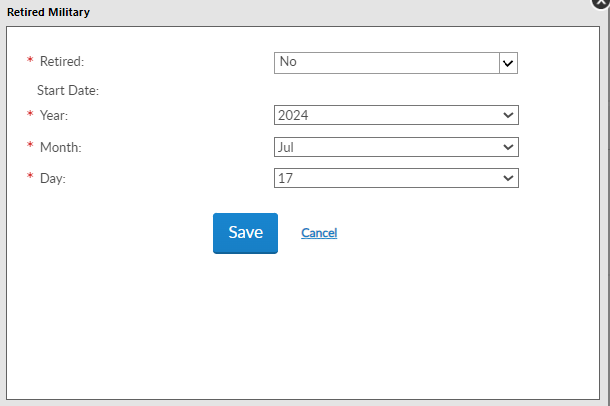 Retired Military
* Retired: No
Start Date:
* Year: 2024
* Month: Jul
* Day: 17
Save Cancel